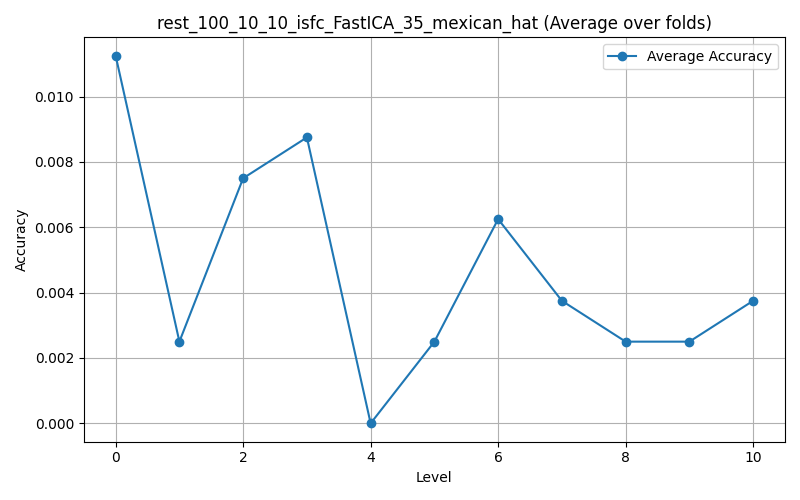 rest_100_10_10_isfc_FastICA_35_mexican_hat (Average over folds)
Average Accuracy
0.010
0.008
0.006
0.004
0.002
0.000
Accuracy
0 2 4 6 8 10
Level